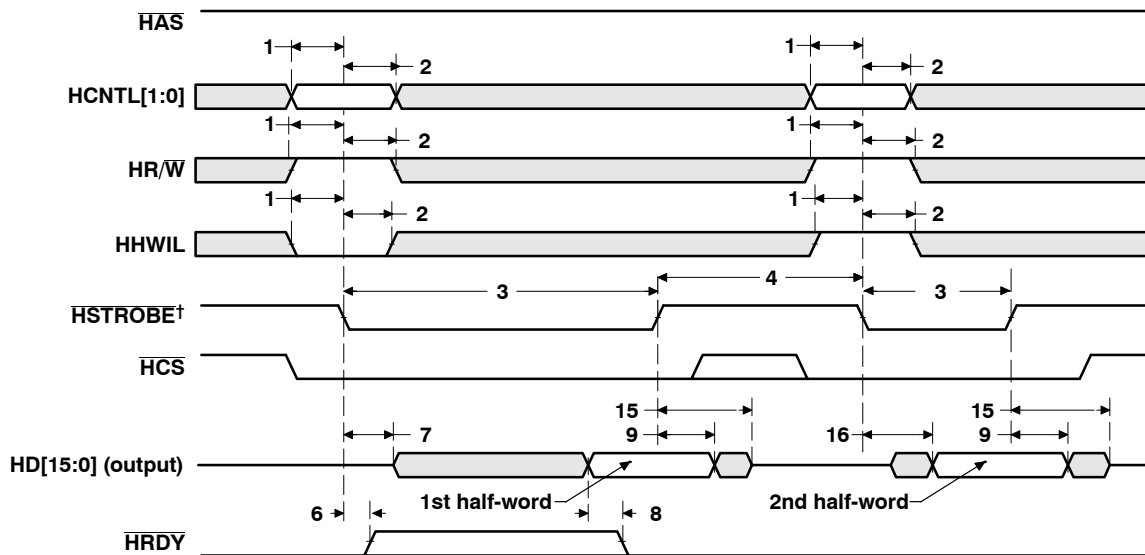 HAS
1 1
2 2
HCNTL[1:0]
1 1
2 2
HR/W
1 1
2 2
HHWIL
3 4 3
HSTROBE†
HCS
15 15
7 9 16 9
HD[15:0] (output)
1st half-word 2nd half-word
6 8
HRDY